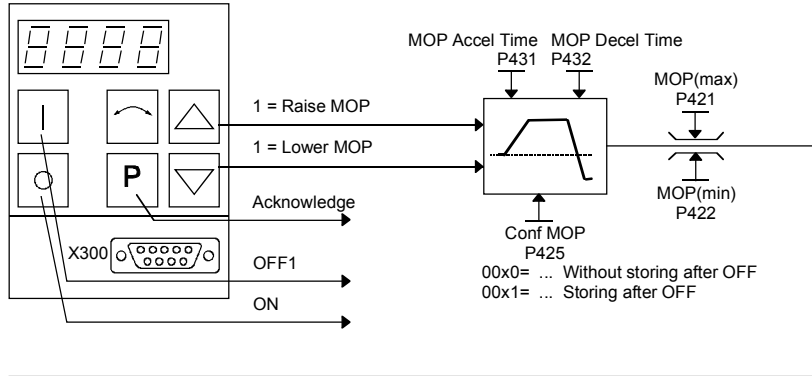 8888
MOP Accel Time MOP Decel Time
P431 P432
MOP(max)
P421
I
1 = Raise MOP
1 = Lower MOP
O P
MOP(min)
P422
Acknowledge
Conf MOP
P425
X300
OFF1
00x0= ... Without storing after OFF
00x1= ... Storing after OFF
ON